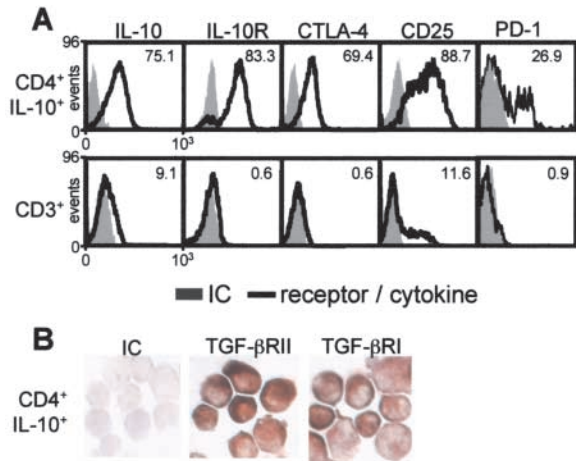 A
IL-10 IL-10R CTLA-4 CD25 PD-1
96 75.1 83.3 69.4 88.7 26.9
CD4⁺
IL-10⁺
events
0
0 10³
96 9.1 0.6 0.6 11.6 0.9
CD3⁺
events
0
0 10³
IC receptor / cytokine
B
IC TGF-βRII TGF-βRI
CD4⁺
IL-10⁺